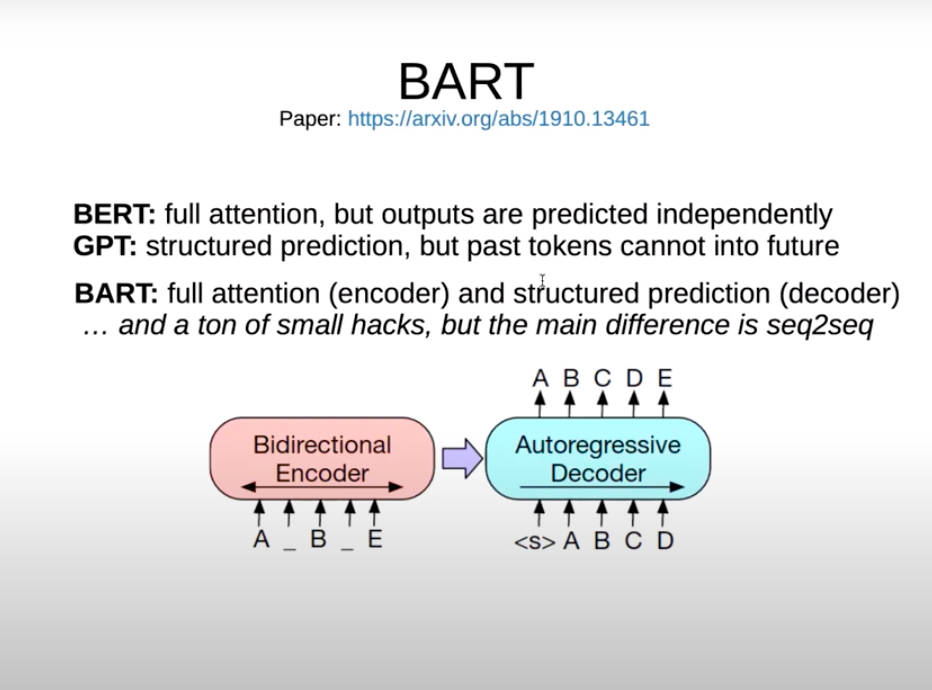 BART
Paper: https://arxiv.org/abs/1910.13461
BERT: full attention, but outputs are predicted independently
GPT: structured prediction, but past tokens cannot into future
BART: full attention (encoder) and structured prediction (decoder)
… and a ton of small hacks, but the main difference is seq2seq
A B C D E
Bidirectional
Encoder
Autoregressive
Decoder
A _ B _ E
<s> A B C D